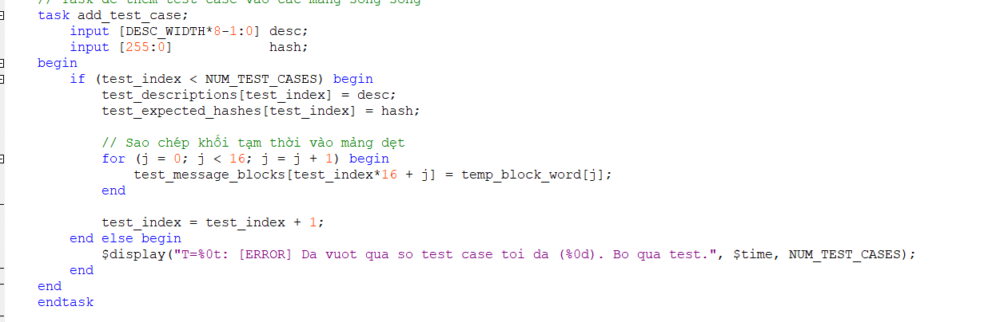 // Task để thêm test case vào các mảng song song
task add_test_case;
input [DESC_WIDTH*8-1:0] desc;
input [255:0] hash;
begin
if (test_index < NUM_TEST_CASES) begin
test_descriptions[test_index] = desc;
test_expected_hashes[test_index] = hash;
// Sao chép khối tạm thời vào mảng dẹt
for (j = 0; j < 16; j = j + 1) begin
test_message_blocks[test_index*16 + j] = temp_block_word[j];
end
test_index = test_index + 1;
end else begin
$display("T=%0t: [ERROR] Da vuot qua so test case toi da (%0d). Bo qua test.", $time, NUM_TEST_CASES);
end
end
endtask